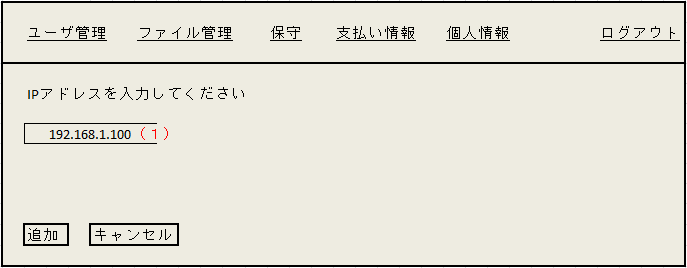 ユーザ管理 ファイル管理 保守 支払い情報 個人情報 ログアウト
IPアドレスを入力してください
192.168.1.100（1）
追加 キャンセル